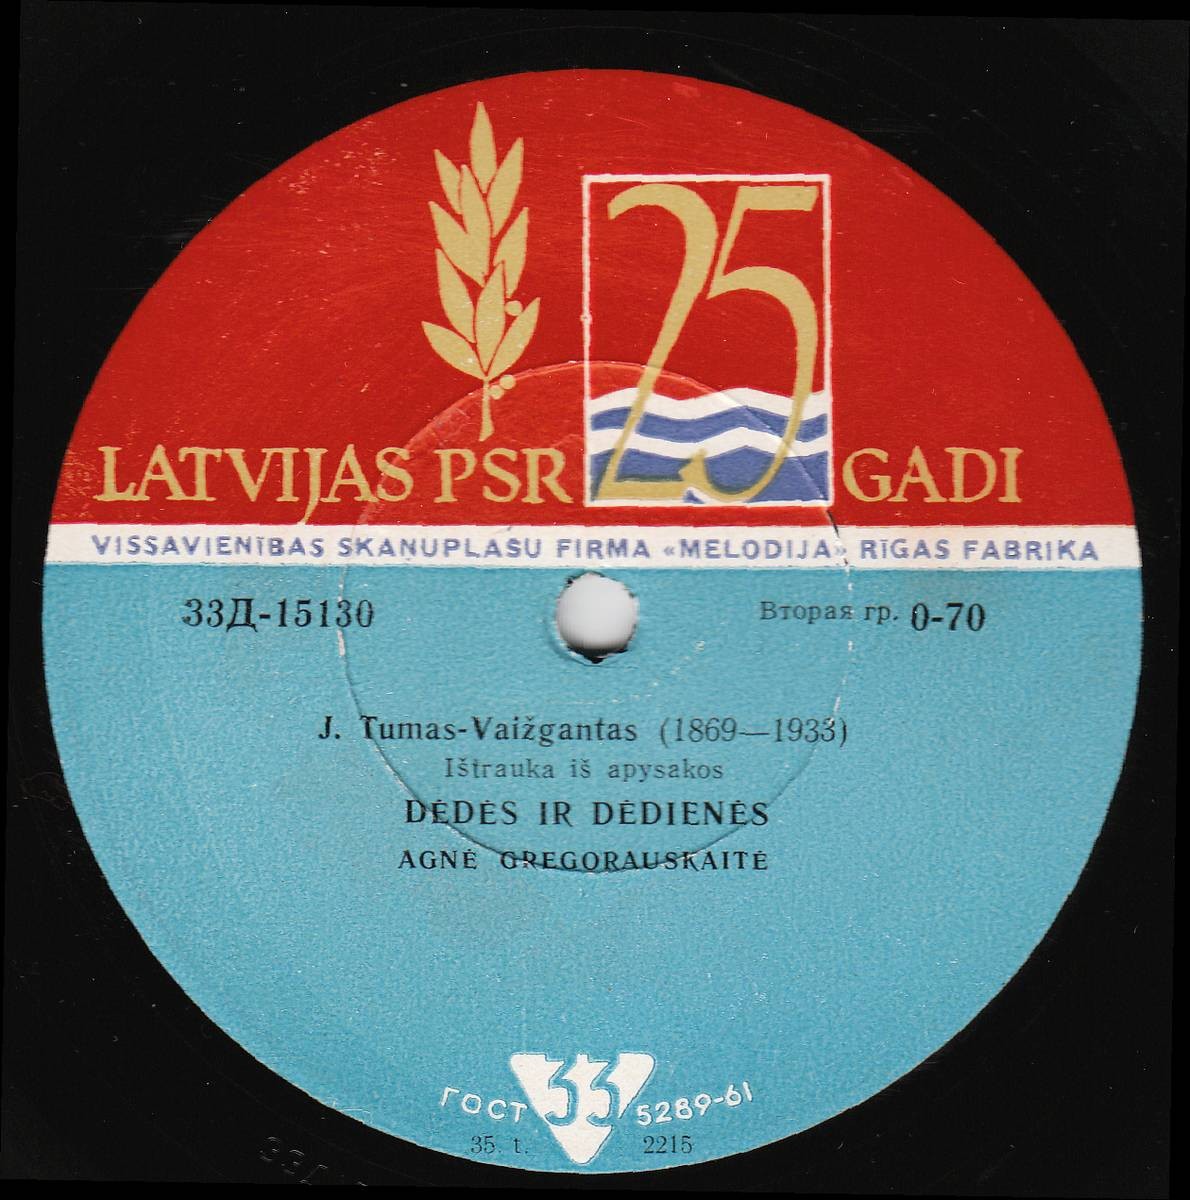 25
LATVIJAS PSR GADI
VISSAVIENĪBAS SKAŅUPLAŠU FIRMA «MELODIJA» RĪGAS FABRIKA
33Д-15130 Вторая гр. 0-70
J. Tumas-Vaižgantas (1869—1933)
Ištrauka iš apysakos
DĖDĖS IR DĖDIENĖS
AGNĖ GREGORAUSKAITĖ
33
ГОСТ 5289-61
35. t. 2215